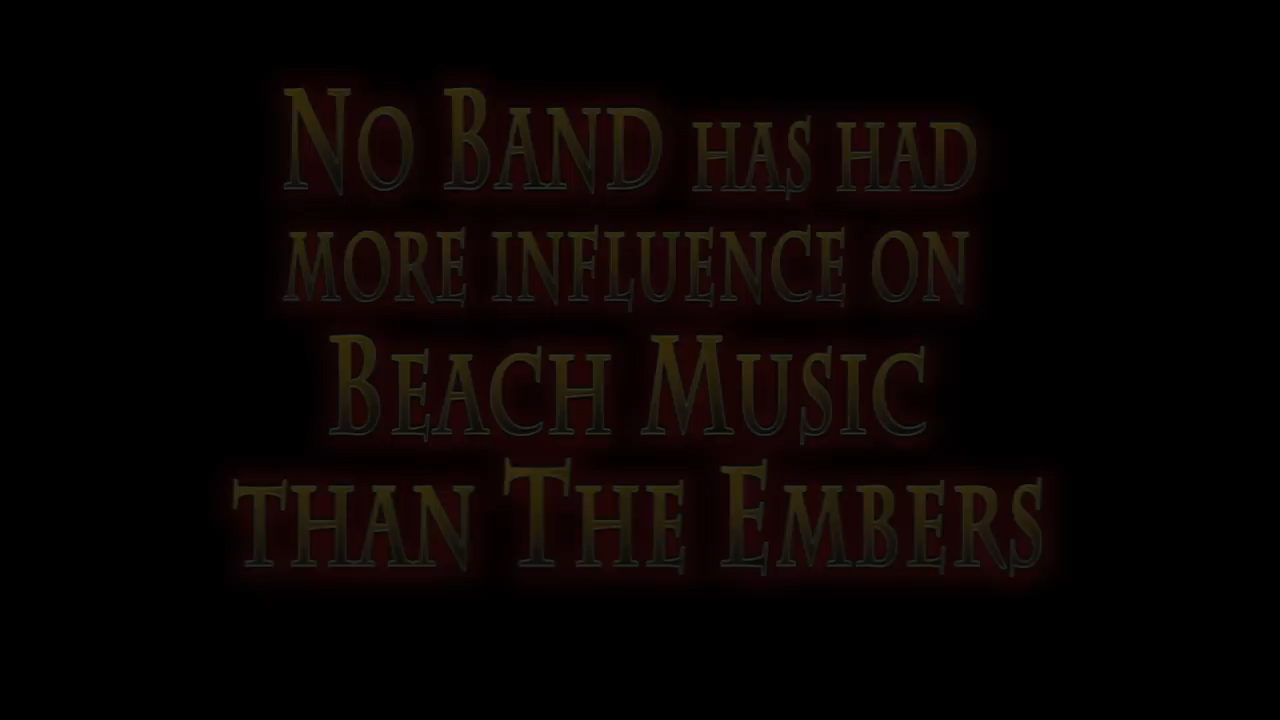 No Band has had
more influence on
Beach Music
than The Embers